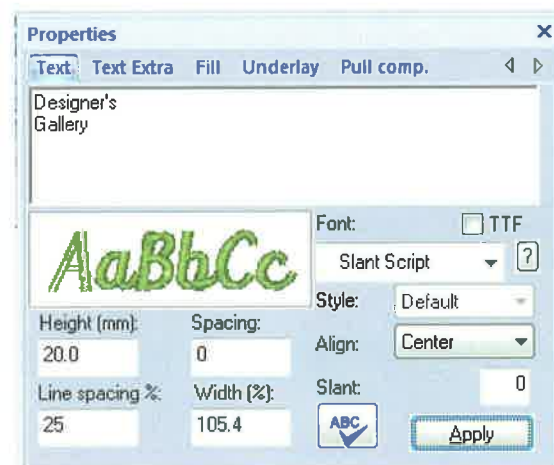 Properties
Text Text Extra Fill Underlay Pull comp.
Designer's
Gallery
AaBbCc
Font: TTF
Slant Script ?
Style: Default
Height (mm): Spacing:
20.0 0
Align: Center
Line spacing %: Width (%):
25 105.4
Slant: 0
ABC Apply